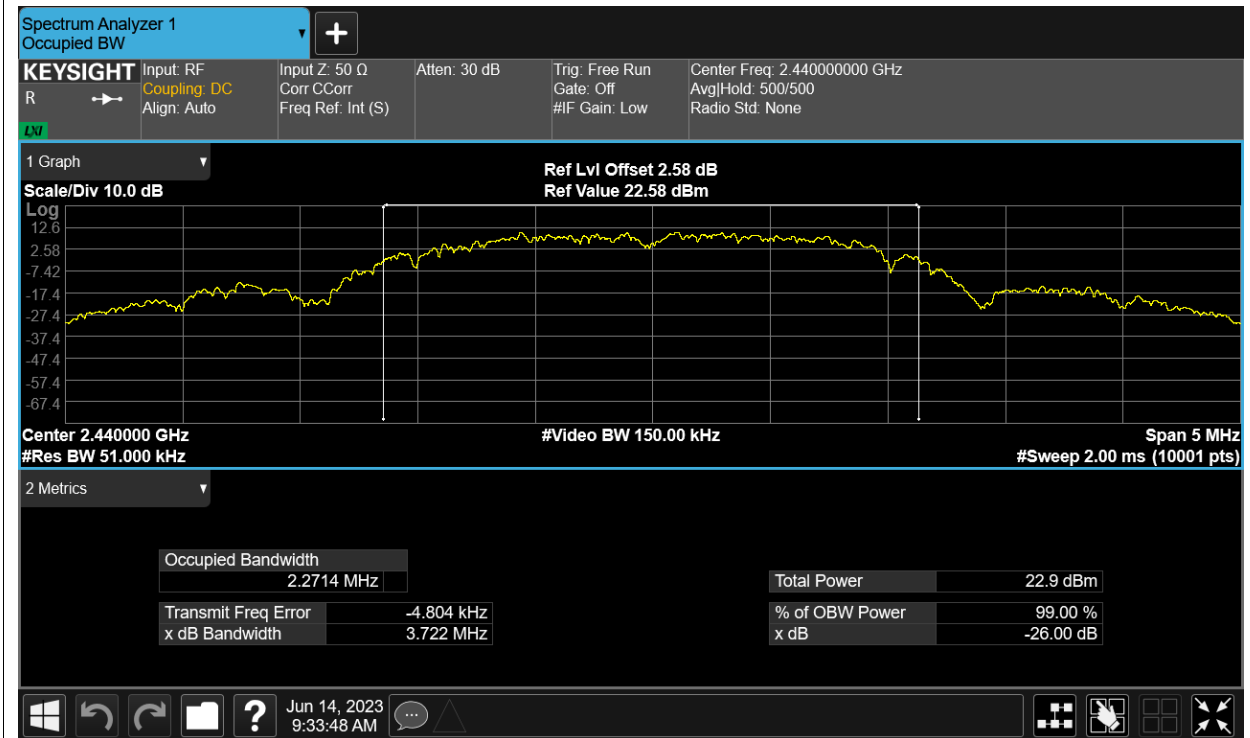 Spectrum Analyzer 1
Occupied BW
KEYSIGHT
R
LXI
Input: RF
Coupling: DC
Align: Auto
Input Z: 50 Ω
Corr CCorr
Freq Ref: Int (S)
Atten: 30 dB
Trig: Free Run
Gate: Off
#IF Gain: Low
Center Freq: 2.440000000 GHz
Avg|Hold: 500/500
Radio Std: None
1 Graph
Ref Lvl Offset 2.58 dB
Scale/Div 10.0 dB
Ref Value 22.58 dBm
Log
12.6
2.58
-7.42
-17.4
-27.4
-37.4
-47.4
-57.4
-67.4
Center 2.440000 GHz
#Video BW 150.00 kHz
Span 5 MHz
#Res BW 51.000 kHz
#Sweep 2.00 ms (10001 pts)
2 Metrics
Occupied Bandwidth
2.2714 MHz
Total Power 22.9 dBm
Transmit Freq Error -4.804 kHz
% of OBW Power 99.00 %
x dB Bandwidth 3.722 MHz
x dB -26.00 dB
?
Jun 14, 2023
9:33:48 AM